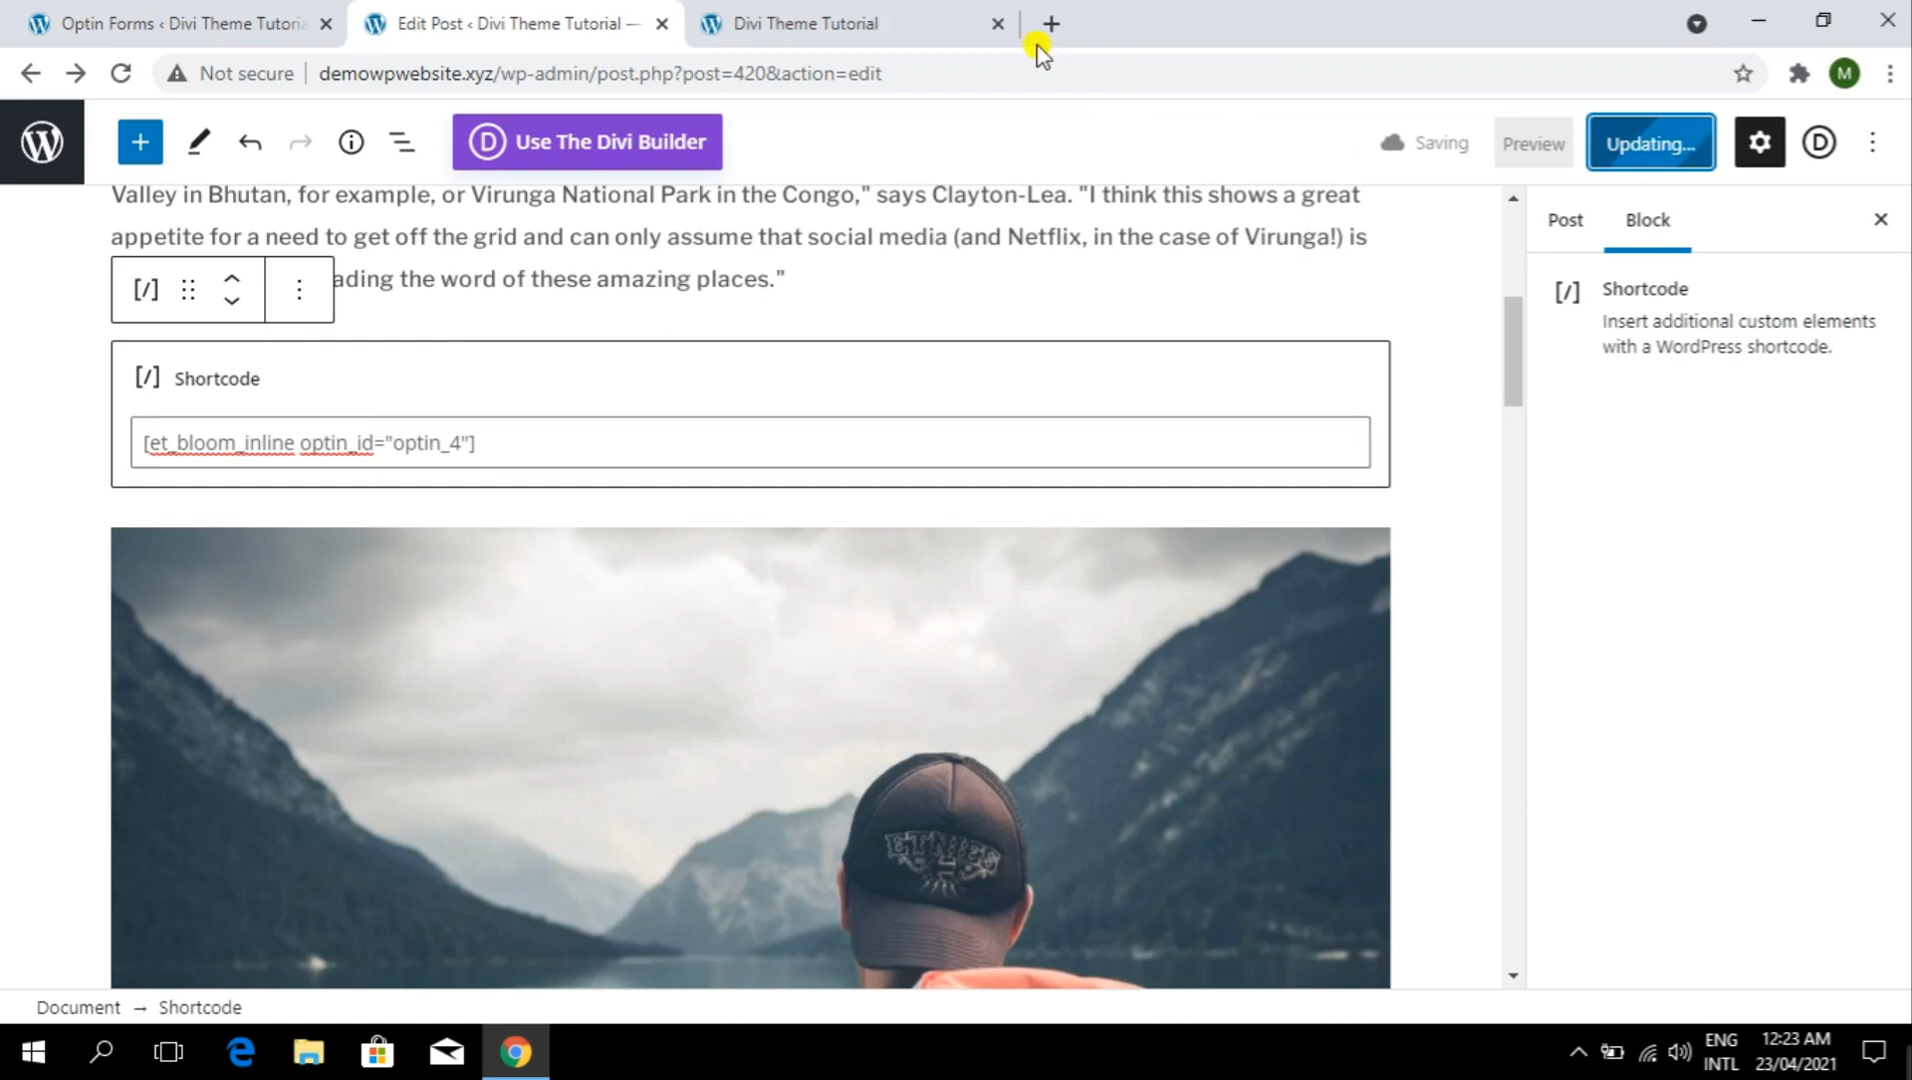 Optin Forms ‹ Divi Theme Tutoria
Edit Post ‹ Divi Theme Tutorial —
Divi Theme Tutorial
Not secure
demowpwebsite.xyz/wp-admin/post.php?post=420&action=edit
M
Use The Divi Builder
Saving
Preview
Updating...
Valley in Bhutan, for example, or Virunga National Park in the Congo," says Clayton-Lea. "I think this shows a great
appetite for a need to get off the grid and can only assume that social media (and Netflix, in the case of Virunga!) is
ading the word of these amazing places."
[/] Shortcode
[et_bloom_inline optin_id="optin_4"]
Post
Block
[/] Shortcode
Insert additional custom elements
with a WordPress shortcode.
ETNIES
Document → Shortcode
ENG
INTL
12:23 AM
23/04/2021